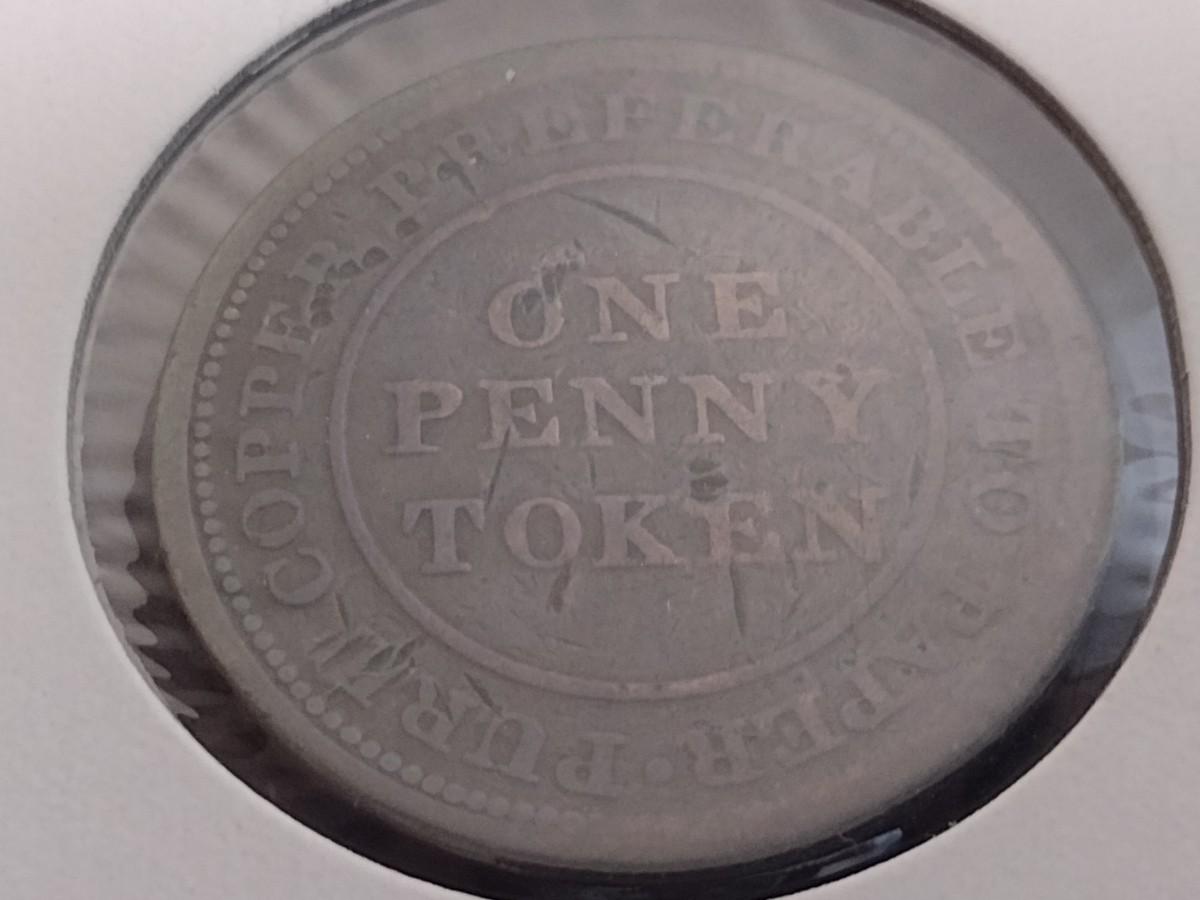 PURE COPPER PREFERABLE TO PAPER ·
ONE
PENNY
TOKEN